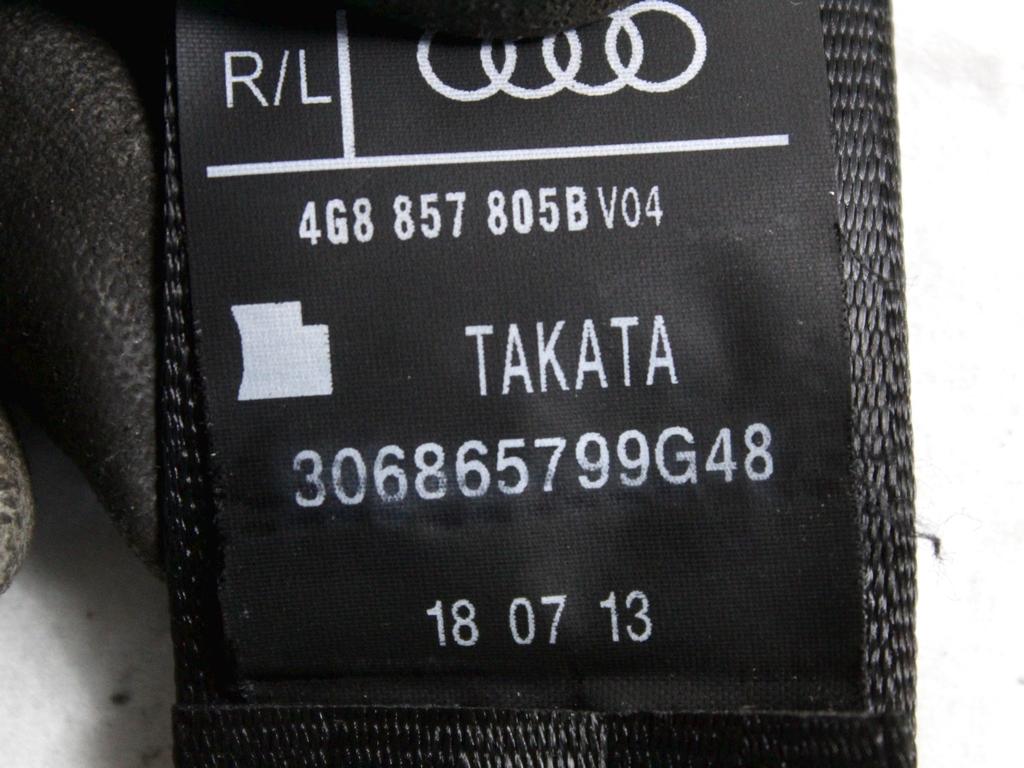 R/L
4G8 857 805B V04
TAKATA
306865799G48
18 07 13